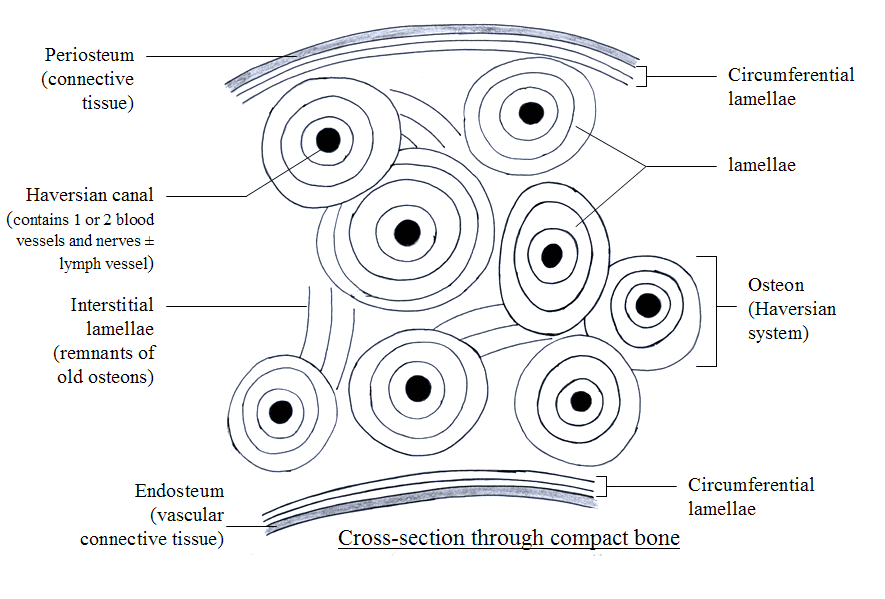 Periosteum
(connective
tissue)
Circumferential
lamellae
lamellae
Haversian canal
(contains 1 or 2 blood
vessels and nerves ±
lymph vessel)
Interstitial
lamellae
(remnants of
old osteons)
Osteon
(Haversian
system)
Endosteum
(vascular
connective tissue)
Circumferential
lamellae
Cross-section through compact bone